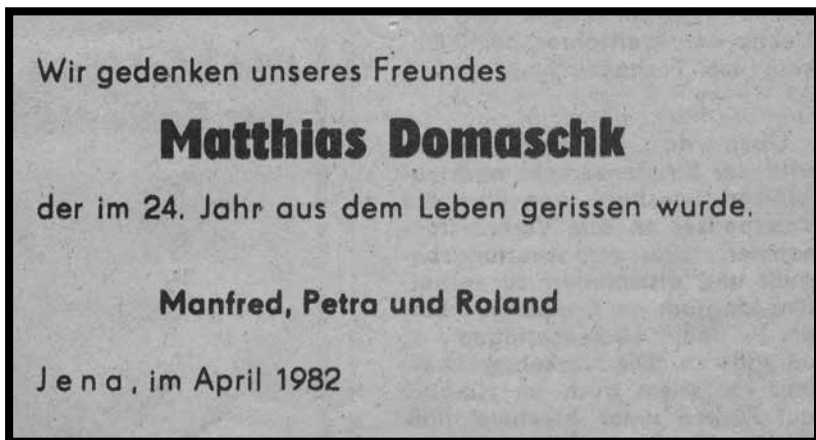 Wir gedenken unseres Freundes
Matthias Domaschk
der im 24. Jahr aus dem Leben gerissen wurde.
Manfred, Petra und Roland
Jena, im April 1982